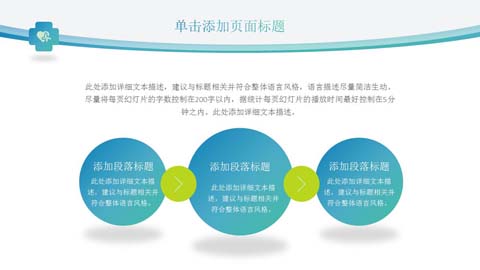 单击添加页面标题
此处添加详细文本描述，建议与标题相关并符合整体语言风格，语言描述尽量简洁生动。
尽量将每页幻灯片的字数控制在200字以内，据统计每页幻灯片的播放时间最好控制在5分
钟之内。此处添加详细文本描述。
添加段落标题
此处添加详细文本描
述，建议与标题相关并
符合整体语言风格。
添加段落标题
此处添加详细文本描
述，建议与标题相关并
符合整体语言风格。
添加段落标题
此处添加详细文本描
述，建议与标题相关并
符合整体语言风格。